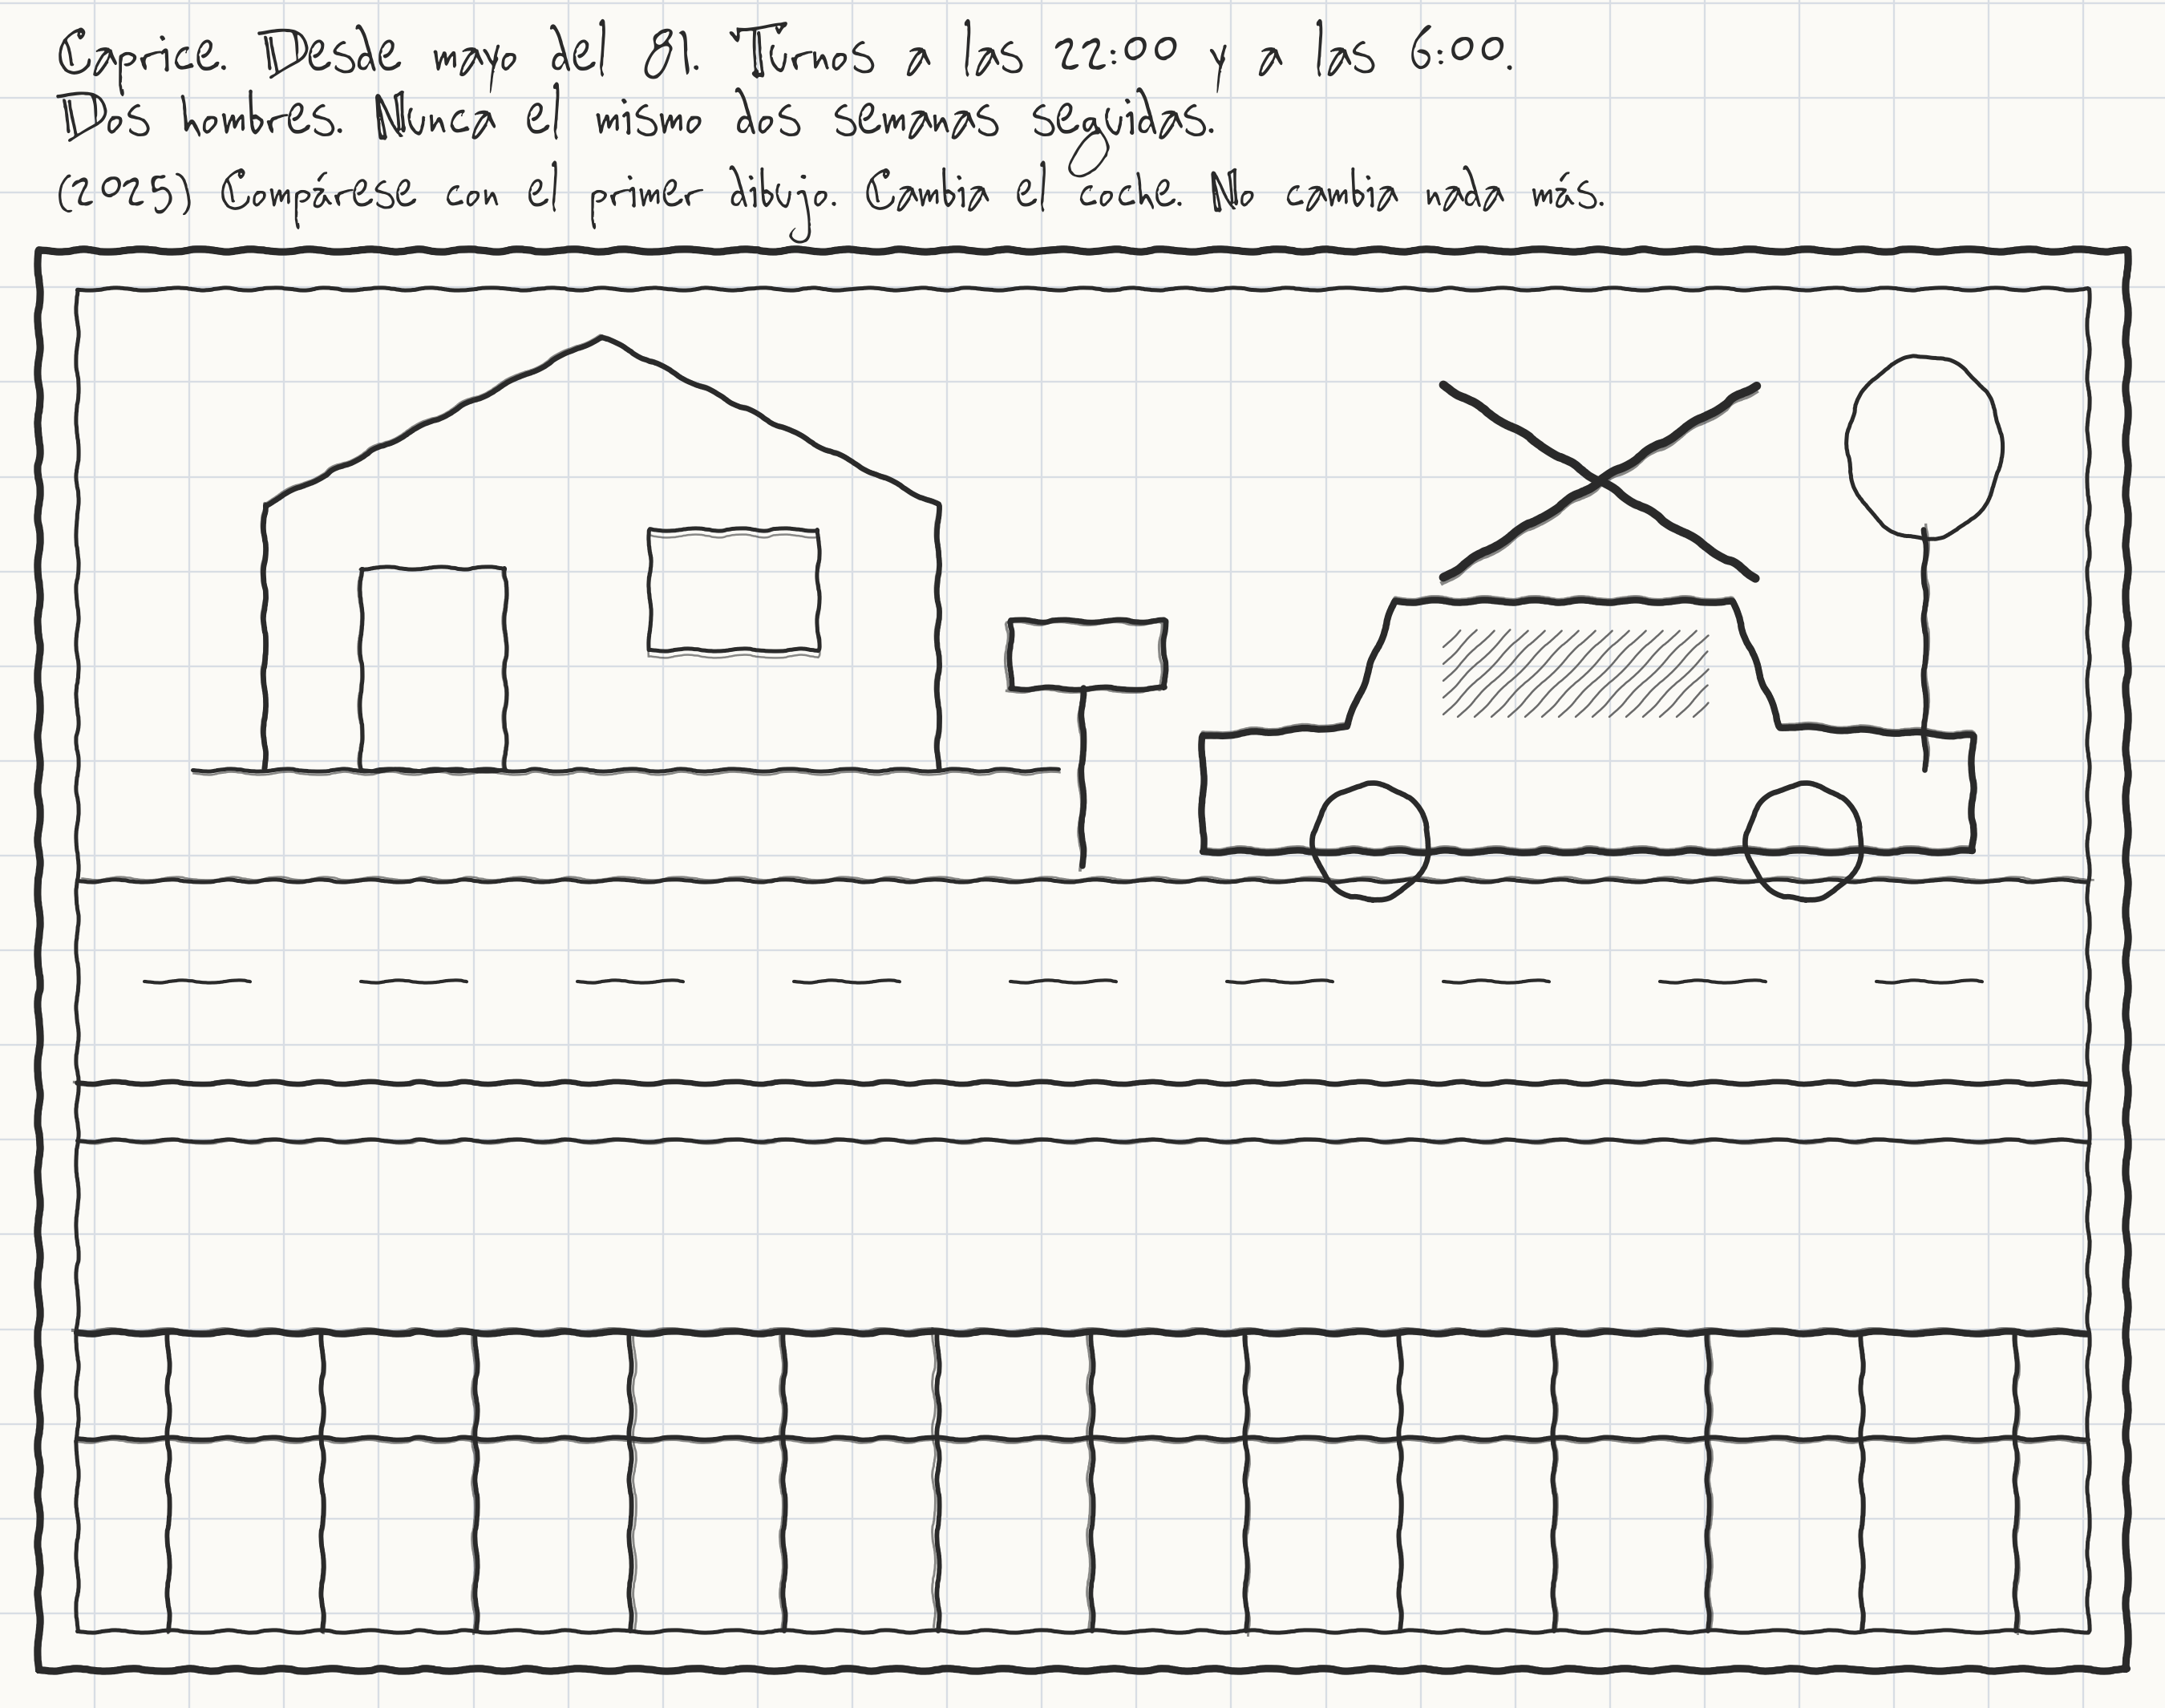 Caprice. Desde mayo del 81. Turnos a las 22:00 y a las 6:00.
Dos hombres. Nunca el mismo dos semanas seguidas.
(2025) Compárese con el primer dibujo. Cambia el coche. No cambia nada más.